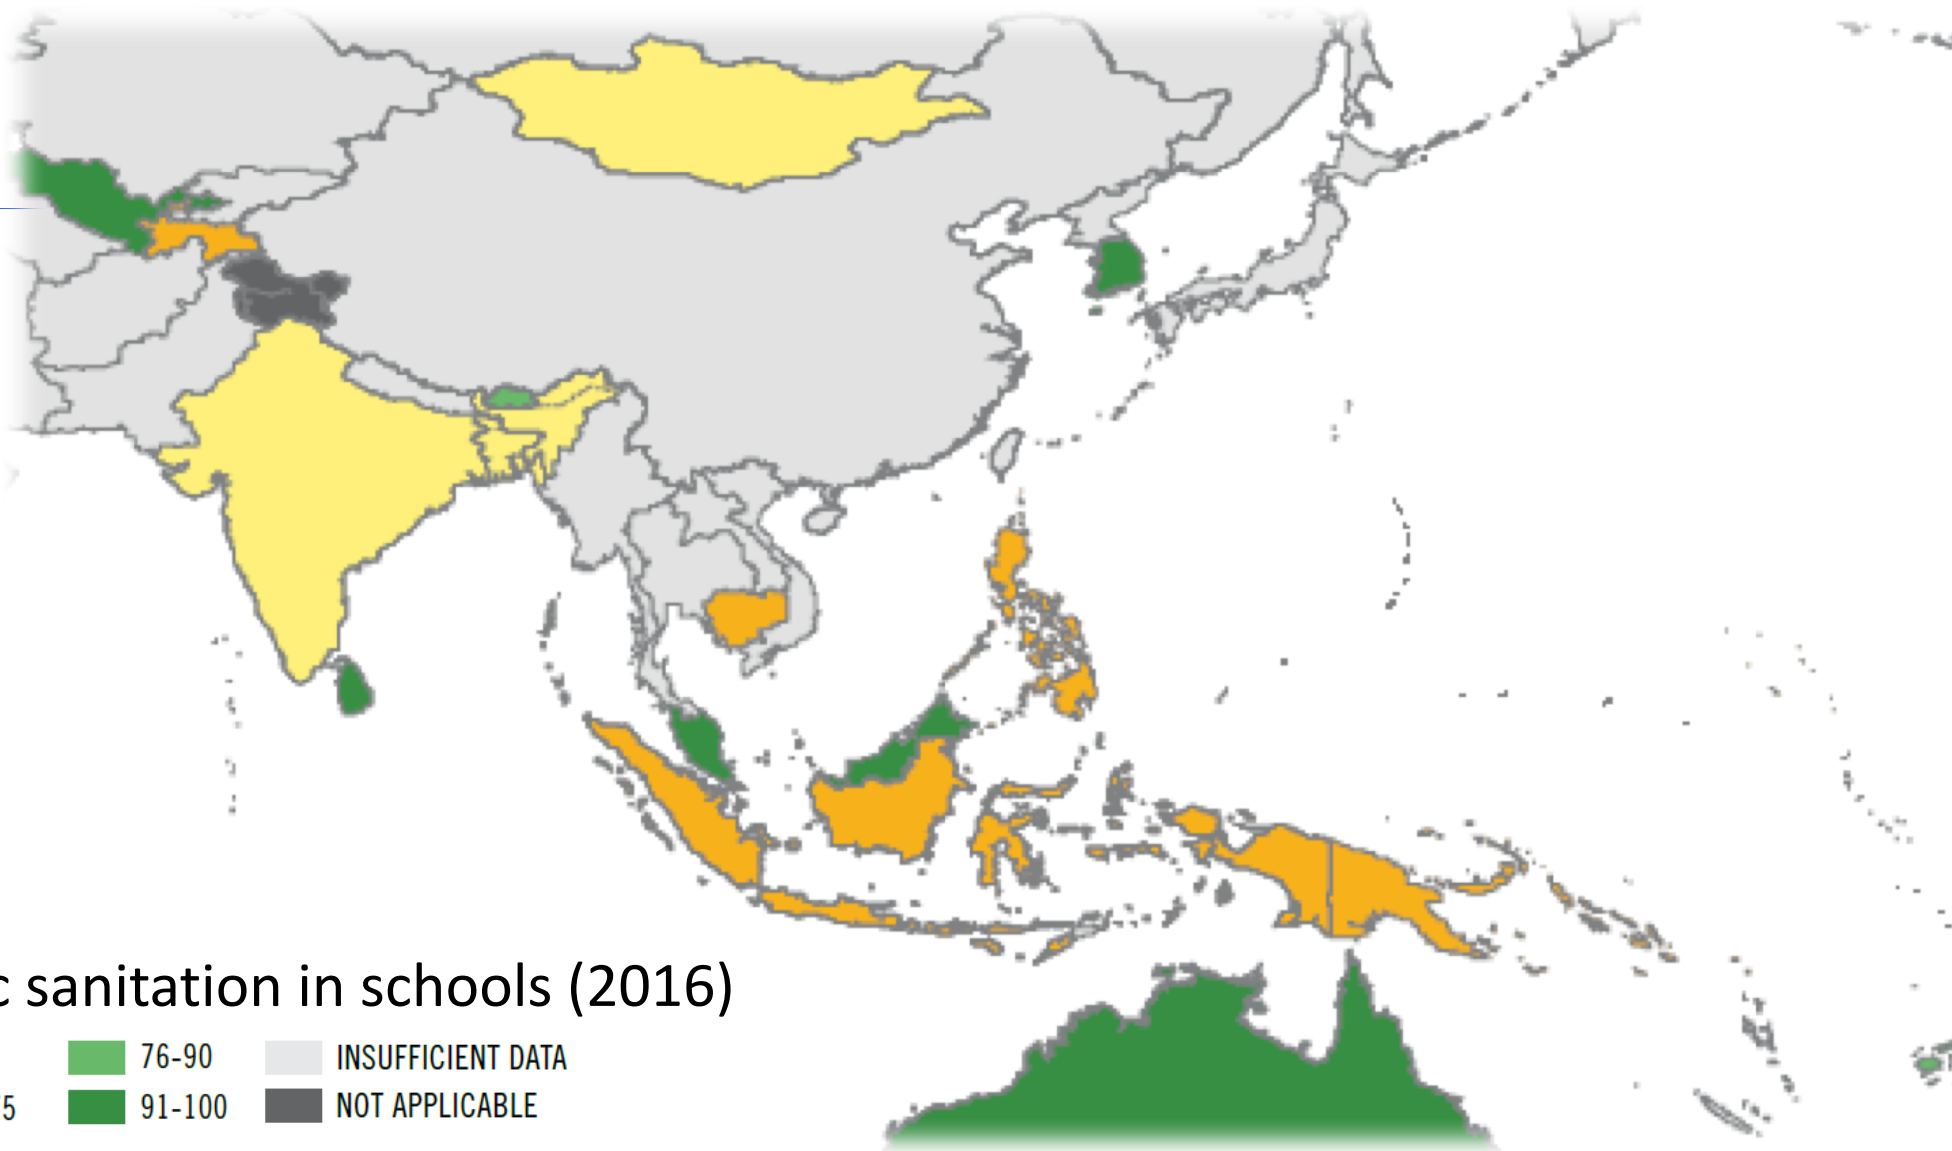 c sanitation in schools (2016)
76-90 INSUFFICIENT DATA
5 91-100 NOT APPLICABLE